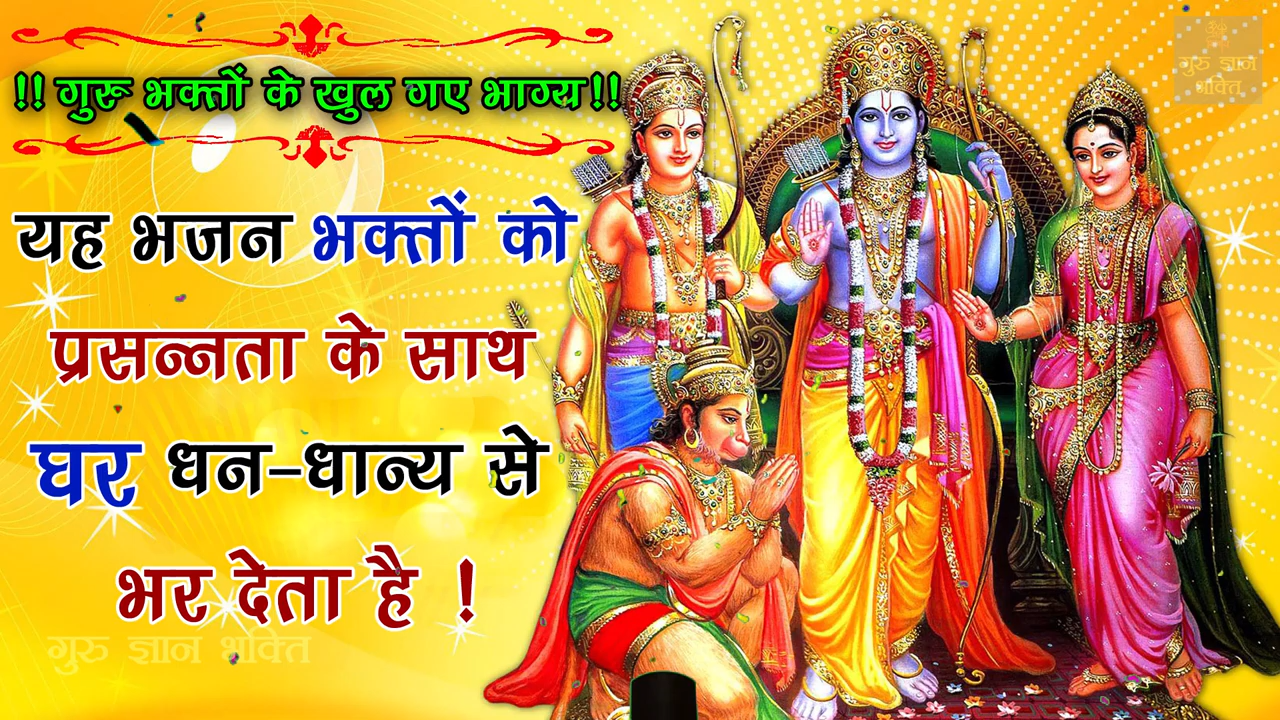 !! गुरू भक्तों के खुल गए भाग्य !!
यह भजन भक्तों को
प्रसन्नता के साथ
घर धन-धान्य से
भर देता है !
गुरु ज्ञान भक्ति
गुरु ज्ञान
भक्ति